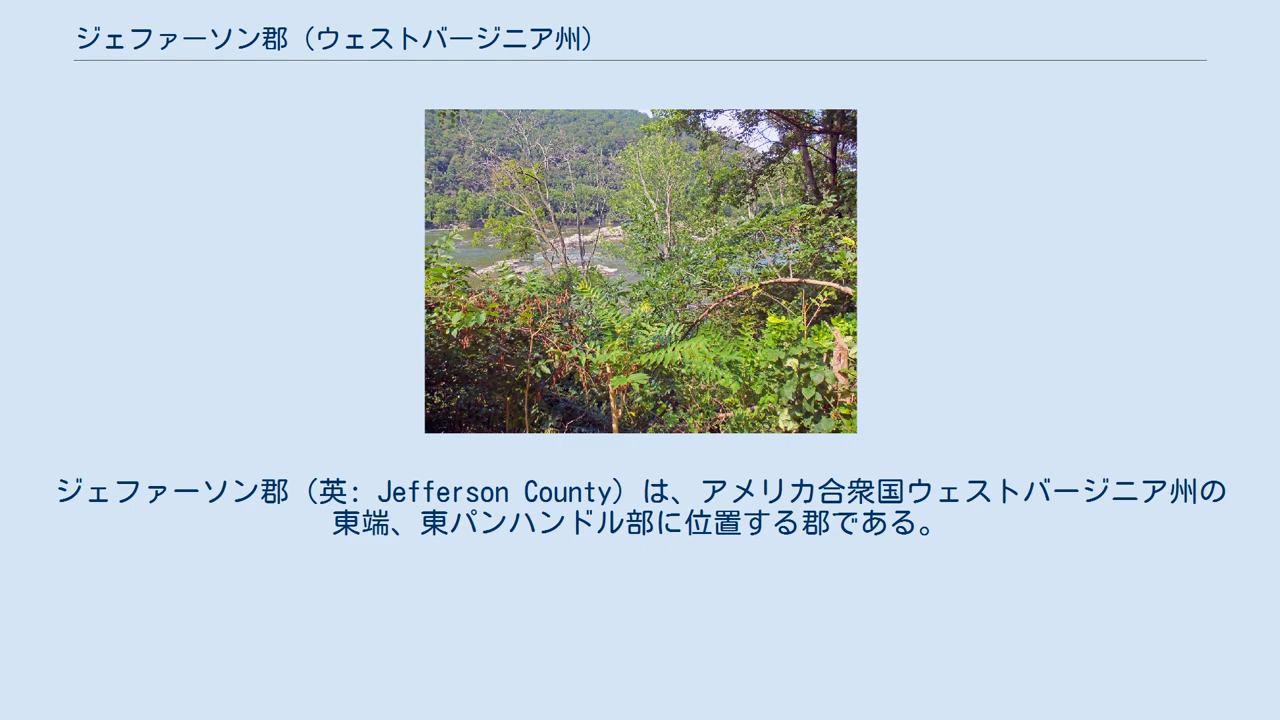 ジェファーソン郡（ウェストバージニア州）
ジェファーソン郡（英: Jefferson County）は、アメリカ合衆国ウェストバージニア州の
東端、東パンハンドル部に位置する郡である。